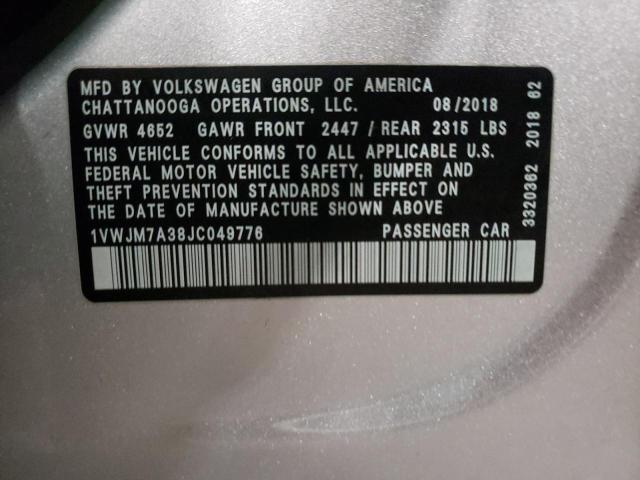 MFD BY VOLKSWAGEN GROUP OF AMERICA
CHATTANOOGA OPERATIONS, LLC. 08/2018
GVWR 4652 GAWR FRONT 2447 / REAR 2315 LBS
THIS VEHICLE CONFORMS TO ALL APPLICABLE U.S.
FEDERAL MOTOR VEHICLE SAFETY, BUMPER AND
THEFT PREVENTION STANDARDS IN EFFECT ON
THE DATE OF MANUFACTURE SHOWN ABOVE
1VWJM7A38JC049776 PASSENGER CAR
3320362 2018 62